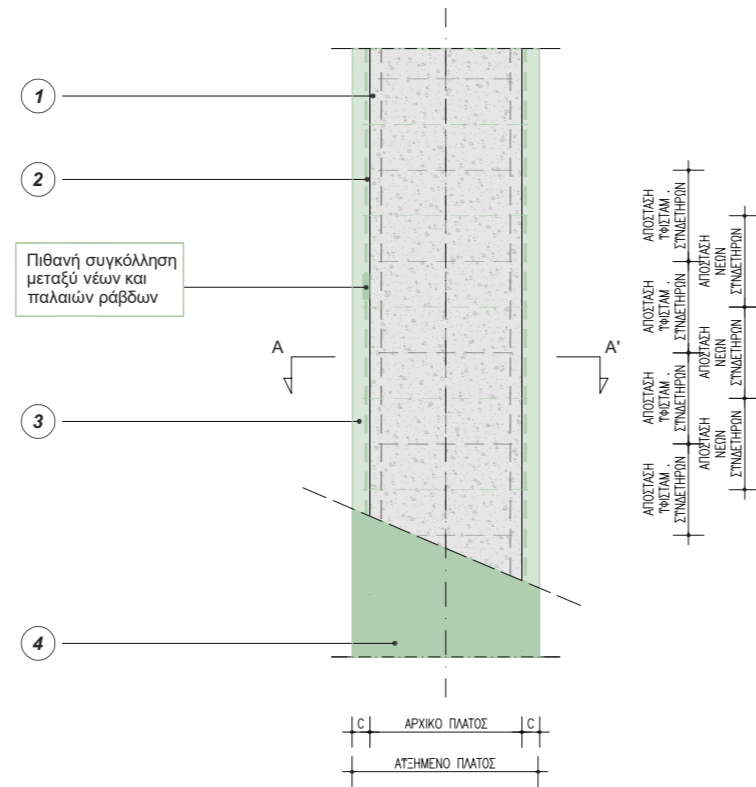 1
2
Πιθανή συγκόλληση
μεταξύ νέων και
παλαιών ράβδων
A
A'
3
4
ΑΠΟΣΤΑΣΗ
ΥΦΙΣΤΑΜ .
ΣΥΝΔΕΤΗΡΩΝ
ΑΠΟΣΤΑΣΗ
ΥΦΙΣΤΑΜ .
ΣΥΝΔΕΤΗΡΩΝ
ΑΠΟΣΤΑΣΗ
ΥΦΙΣΤΑΜ .
ΣΥΝΔΕΤΗΡΩΝ
ΑΠΟΣΤΑΣΗ
ΥΦΙΣΤΑΜ .
ΣΥΝΔΕΤΗΡΩΝ
ΑΠΟΣΤΑΣΗ
ΝΕΩΝ
ΣΥΝΔΕΤΗΡΩΝ
ΑΠΟΣΤΑΣΗ
ΝΕΩΝ
ΣΥΝΔΕΤΗΡΩΝ
ΑΠΟΣΤΑΣΗ
ΝΕΩΝ
ΣΥΝΔΕΤΗΡΩΝ
C ΑΡΧΙΚΟ ΠΛΑΤΟΣ C
ΑΥΞΗΜΕΝΟ ΠΛΑΤΟΣ